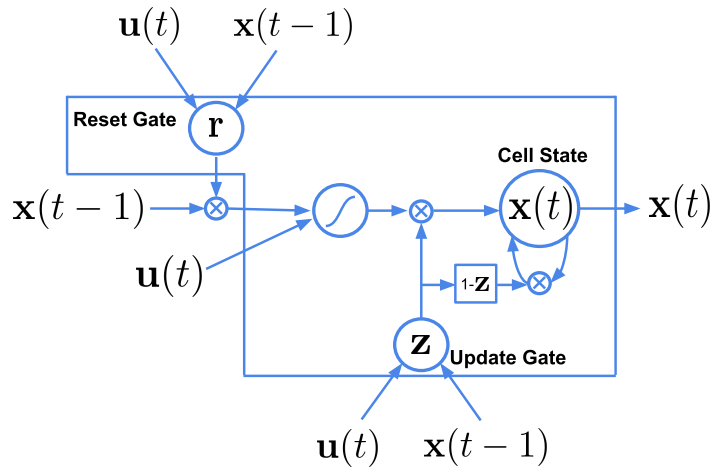 u(t) x(t − 1)
Reset Gate
r
Cell State
x(t − 1)
x(t)
x(t)
u(t)
1-z
z
Update Gate
u(t) x(t − 1)